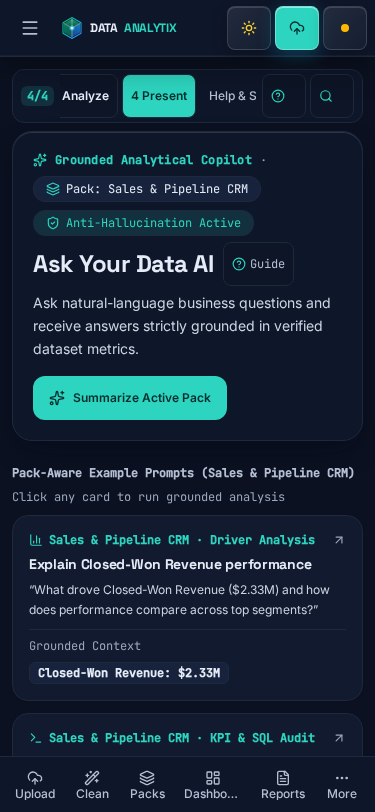 DATA ANALYTIX
4/4 Analyze 4 Present Help & S
Grounded Analytical Copilot ·
Pack: Sales & Pipeline CRM
Anti-Hallucination Active
Ask Your Data AI Guide
Ask natural-language business questions and
receive answers strictly grounded in verified
dataset metrics.
Summarize Active Pack
Pack-Aware Example Prompts (Sales & Pipeline CRM)
Click any card to run grounded analysis
Sales & Pipeline CRM · Driver Analysis
Explain Closed-Won Revenue performance
“What drove Closed-Won Revenue ($2.33M) and how
does performance compare across top segments?”
Grounded Context
Closed-Won Revenue: $2.33M
Sales & Pipeline CRM · KPI & SQL Audit
Upload Clean Packs Dashbo... Reports More